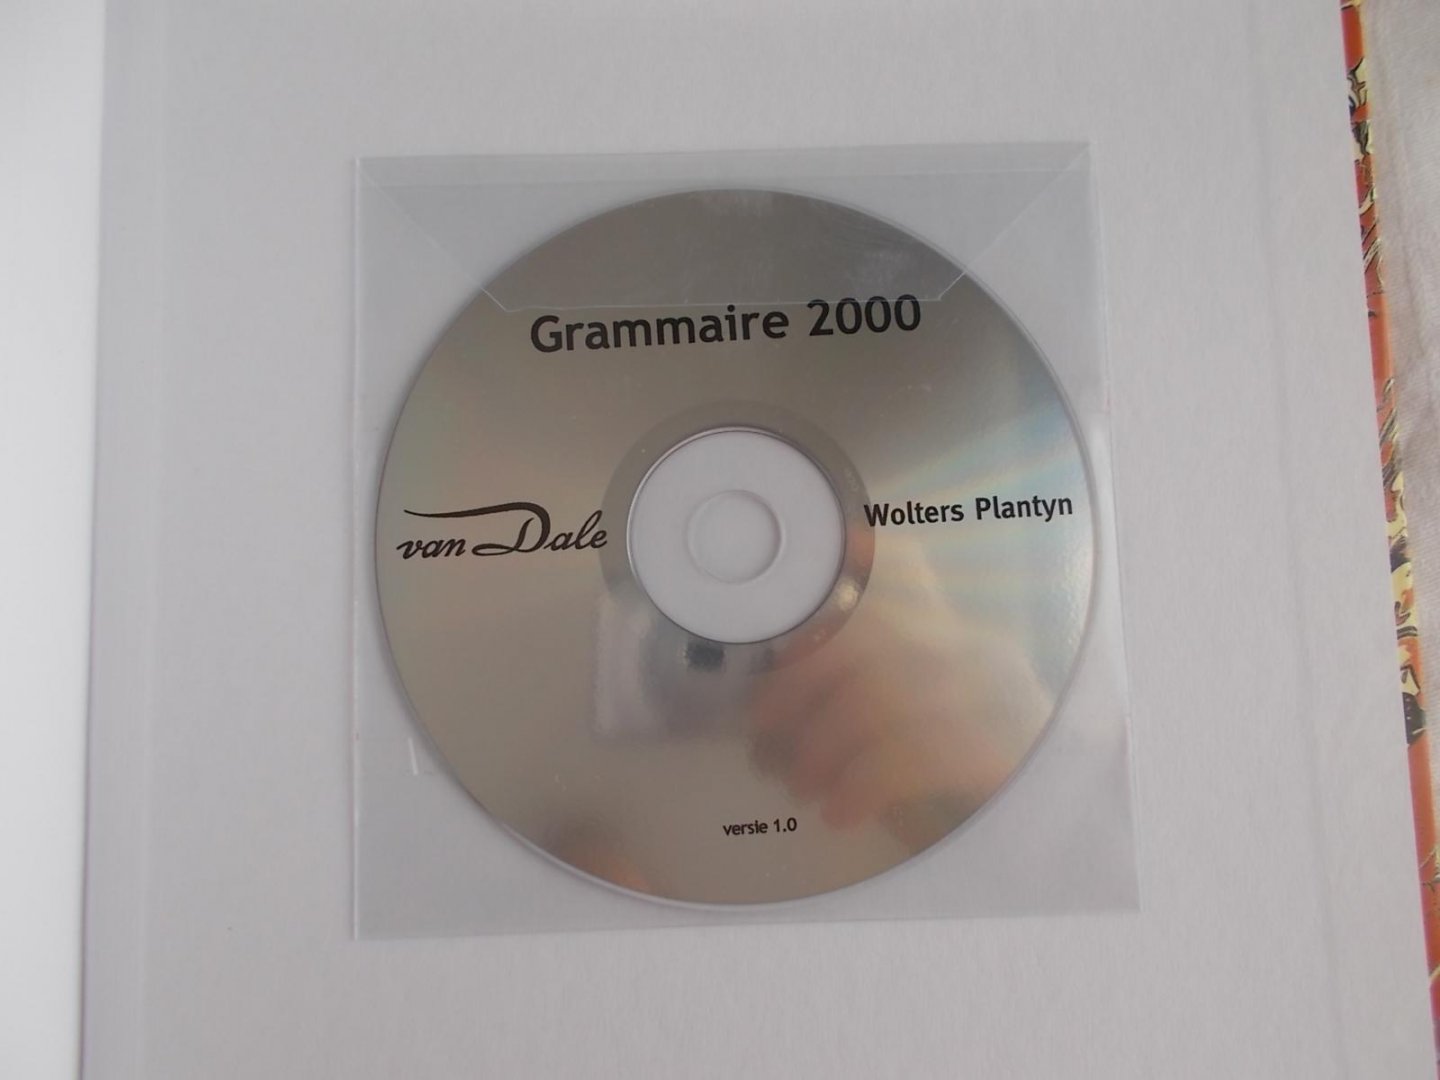 Grammaire 2000
van Dale
Wolters Plantyn
versie 1.0